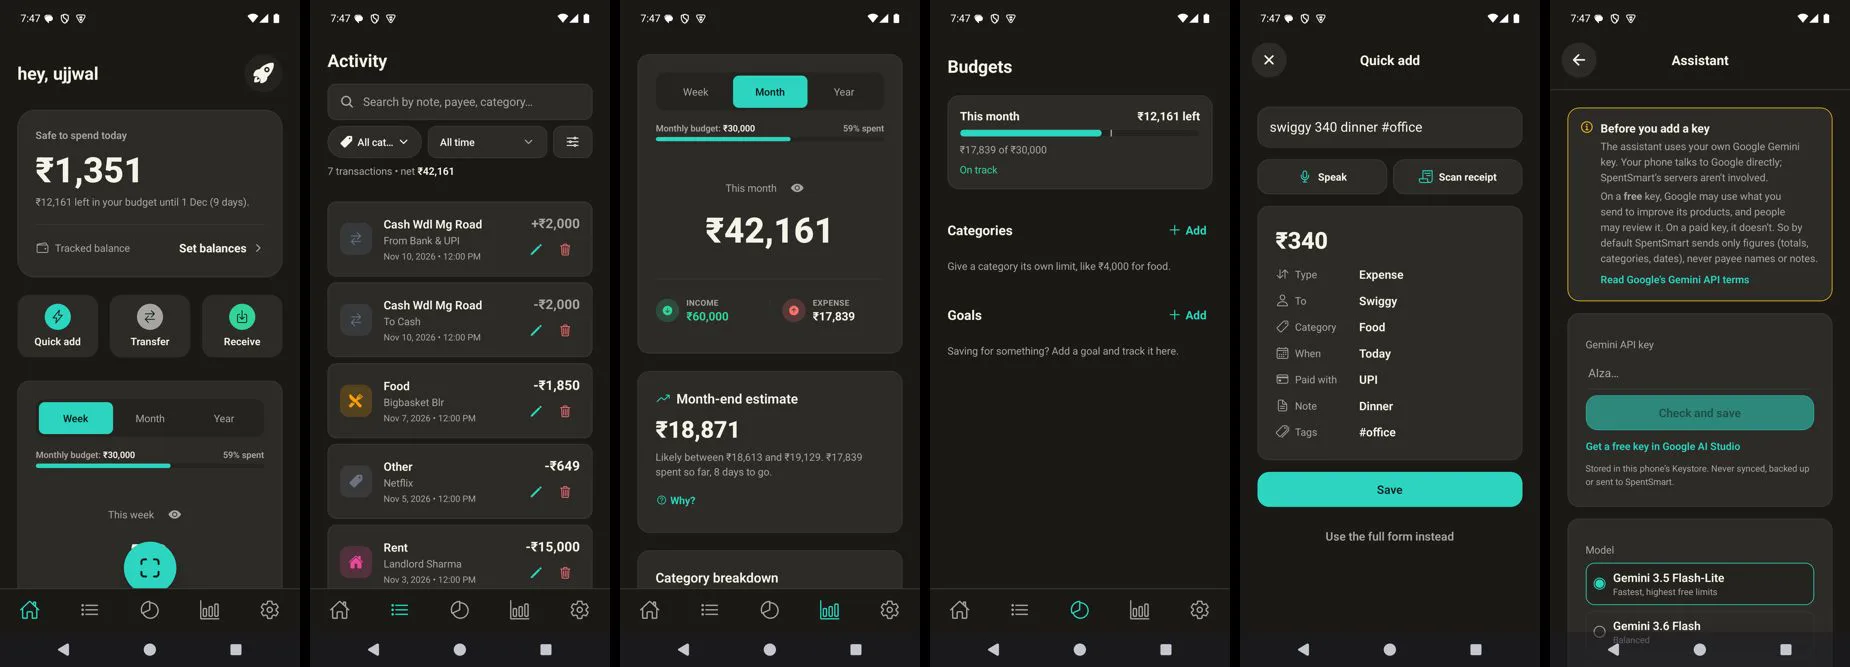 7:47
hey, ujjwal
Safe to spend today
₹1,351
₹12,161 left in your budget until 1 Dec (9 days).
Tracked balance
Set balances
Quick add
Transfer
Receive
Week
Month
Year
Monthly budget: ₹30,000
59% spent
This week
7:47
Activity
Search by note, payee, category...
All cat...
All time
7 transactions • net ₹42,161
Cash Wdl Mg Road
+₹2,000
From Bank & UPI
Nov 10, 2026 • 12:00 PM
Cash Wdl Mg Road
-₹2,000
To Cash
Nov 10, 2026 • 12:00 PM
Food
-₹1,850
Bigbasket Blr
Nov 7, 2026 • 12:00 PM
Other
-₹649
Netflix
Nov 5, 2026 • 12:00 PM
Rent
-₹15,000
Landlord Sharma
Nov 3, 2026 • 12:00 PM
7:47
Week
Month
Year
Monthly budget: ₹30,000
59% spent
This month
₹42,161
INCOME
₹60,000
EXPENSE
₹17,839
Month-end estimate
₹18,871
Likely between ₹18,613 and ₹19,129. ₹17,839
spent so far, 8 days to go.
Why?
Category breakdown
7:47
Budgets
This month
₹12,161 left
₹17,839 of ₹30,000
On track
Categories
+ Add
Give a category its own limit, like ₹4,000 for food.
Goals
+ Add
Saving for something? Add a goal and track it here.
7:47
Quick add
swiggy 340 dinner #office
Speak
Scan receipt
₹340
Type
Expense
To
Swiggy
Category
Food
When
Today
Paid with
UPI
Note
Dinner
Tags
#office
Save
Use the full form instead
7:47
Assistant
Before you add a key
The assistant uses your own Google Gemini
key. Your phone talks to Google directly;
SpentSmart's servers aren't involved.
On a free key, Google may use what you
send to improve its products, and people
may review it. On a paid key, it doesn't. So by
default SpentSmart sends only figures (totals,
categories, dates), never payee names or notes.
Read Google's Gemini API terms
Gemini API key
AIza...
Check and save
Get a free key in Google AI Studio
Stored in this phone's Keystore. Never synced, backed up
or sent to SpentSmart.
Model
Gemini 3.5 Flash-Lite
Fastest, highest free limits
Gemini 3.6 Flash
Balanced